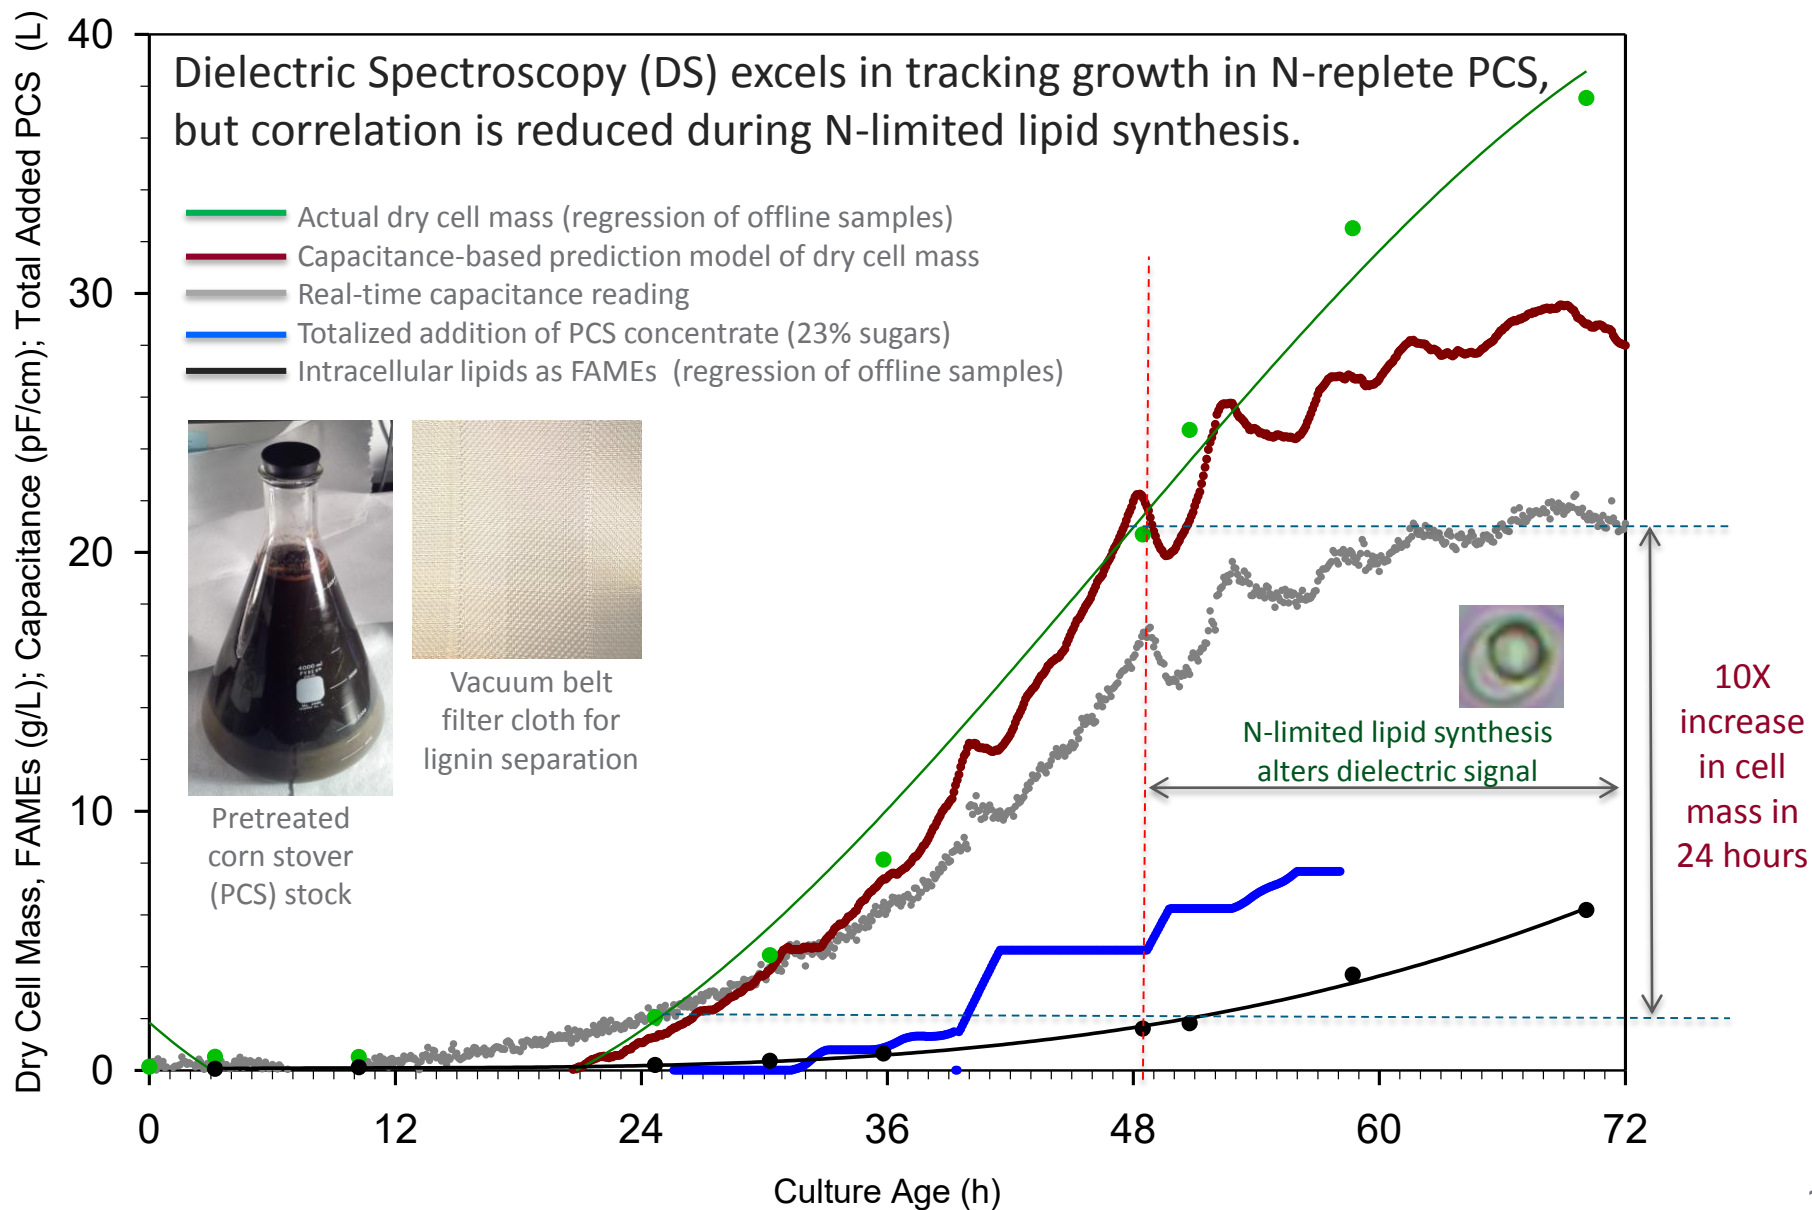 Dry Cell Mass, FAMEs (g/L); Capacitance (pF/cm); Total Added PCS (L)
40
30
20
10
0
Dielectric Spectroscopy (DS) excels in tracking growth in N-replete PCS,
but correlation is reduced during N-limited lipid synthesis.
Actual dry cell mass (regression of offline samples)
Capacitance-based prediction model of dry cell mass
Real-time capacitance reading
Totalized addition of PCS concentrate (23% sugars)
Intracellular lipids as FAMEs (regression of offline samples)
Pretreated
corn stover
(PCS) stock
Vacuum belt
filter cloth for
lignin separation
N-limited lipid synthesis
alters dielectric signal
10X
increase
in cell
mass in
24 hours
0 12 24 36 48 60 72
Culture Age (h)